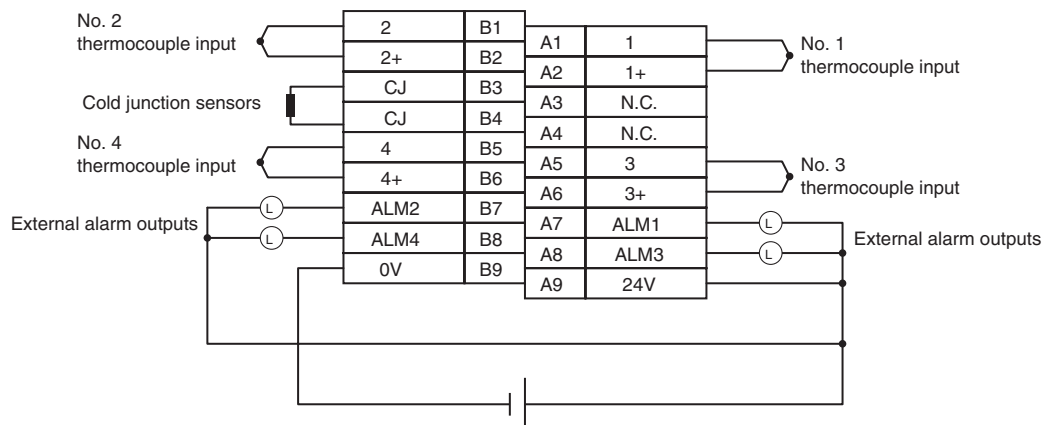 No. 2
thermocouple input
Cold junction sensors
No. 4
thermocouple input
External alarm outputs
L
L
2 B1
2+ B2
CJ B3
CJ B4
4 B5
4+ B6
ALM2 B7
ALM4 B8
0V B9
A1 1
A2 1+
A3 N.C.
A4 N.C.
A5 3
A6 3+
A7 ALM1
A8 ALM3
A9 24V
L
L
No. 1
thermocouple input
No. 3
thermocouple input
External alarm outputs